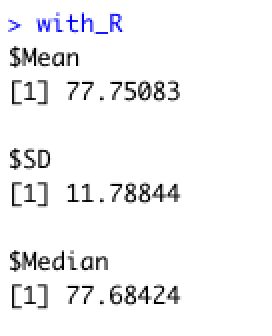 > with_R
$Mean
[1] 77.75083
$SD
[1] 11.78844
$Median
[1] 77.68424